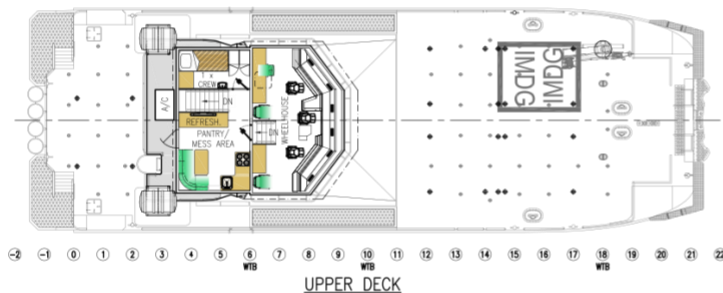 1 x
CREW
DN
A/C
REFRESH.
PANTRY/
MESS AREA
DN
WHEELHOUSE
IMDG
IMDG
-2 -1 0 1 2 3 4 5 6 7 8 9 10 11 12 13 14 15 16 17 18 19 20 21 22
WTB WTB WTB
UPPER DECK